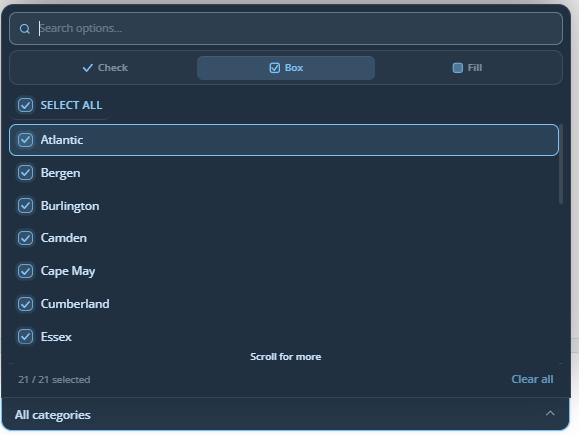 Search options...
Check Box Fill
SELECT ALL
Atlantic
Bergen
Burlington
Camden
Cape May
Cumberland
Essex
Scroll for more
21 / 21 selected Clear all
All categories